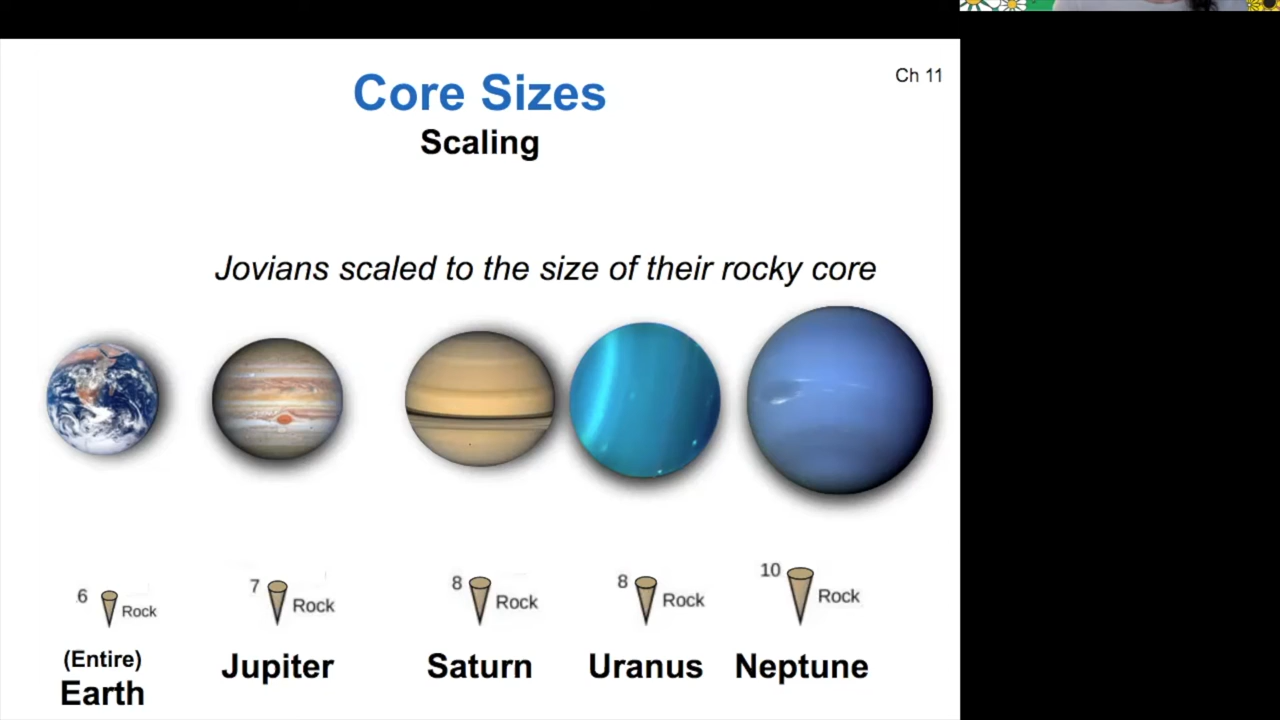 Ch 11
Core Sizes
Scaling
Jovians scaled to the size of their rocky core
6 Rock
7 Rock
8 Rock
8 Rock
10 Rock
(Entire)
Earth
Jupiter
Saturn
Uranus
Neptune